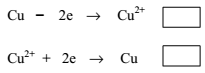 Cu − 2e → Cu²⁺
Cu²⁺ + 2e → Cu